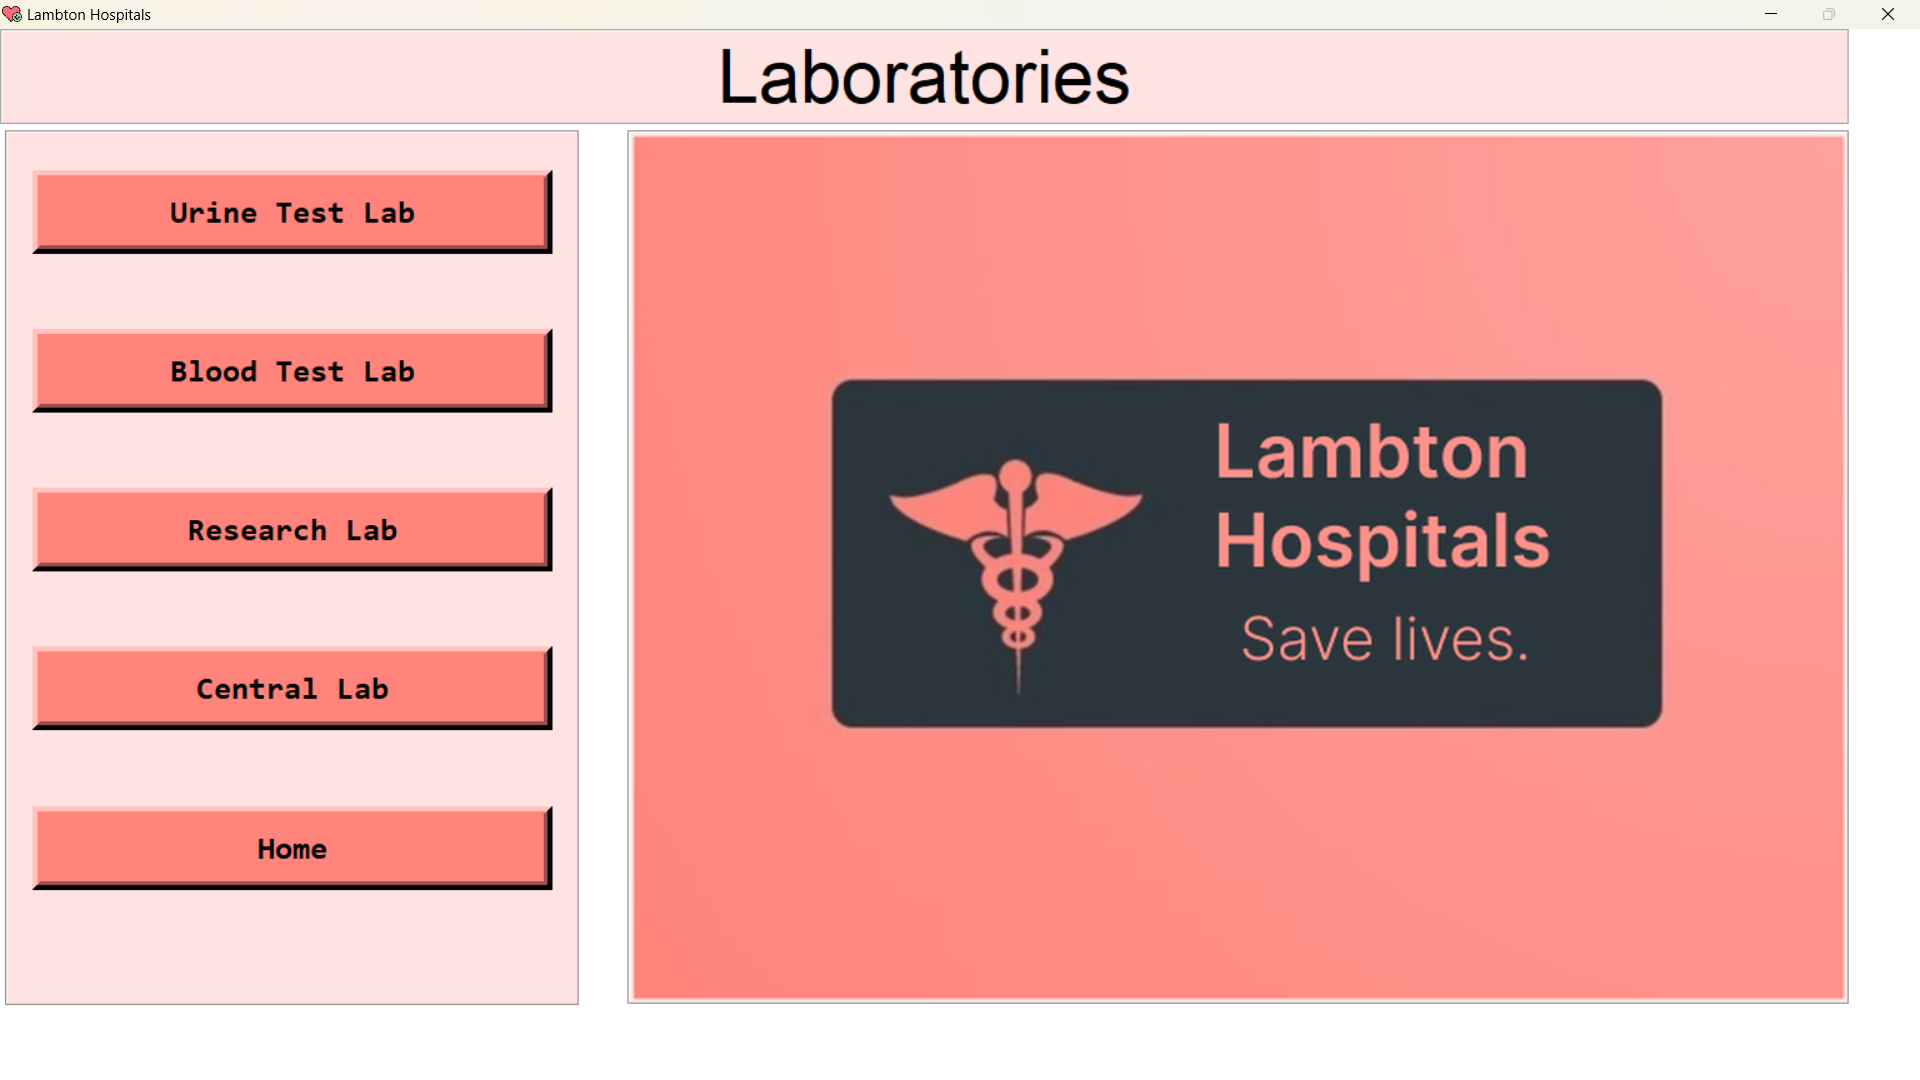 Lambton Hospitals
Laboratories
Urine Test Lab
Blood Test Lab
Research Lab
Central Lab
Home
Lambton
Hospitals
Save lives.